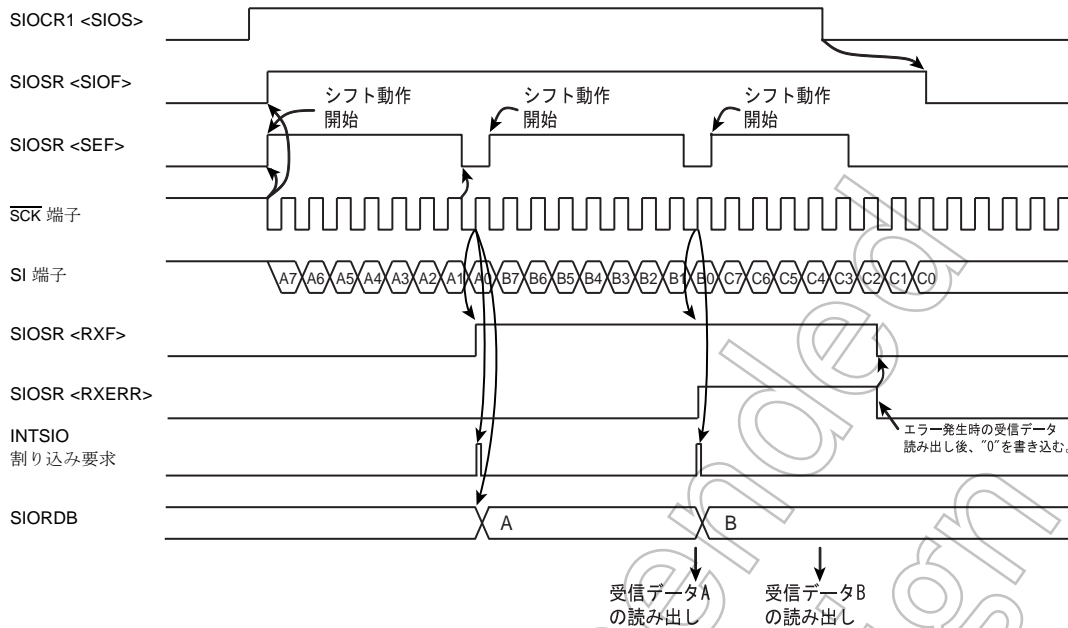 SIOCR1 <SIOS>
SIOSR <SIOF>
シフト動作
開始
シフト動作
開始
シフト動作
開始
SIOSR <SEF>
SCK 端子
SI 端子
A7 A6 A5 A4 A3 A2 A1 A0 B7 B6 B5 B4 B3 B2 B1 B0 C7 C6 C5 C4 C3 C2 C1 C0
SIOSR <RXF>
SIOSR <RXERR>
エラー発生時の受信データ
読み出し後、"0"を書き込む。
INTSIO
割り込み要求
SIORDB
A
B
受信データA
の読み出し
受信データB
の読み出し